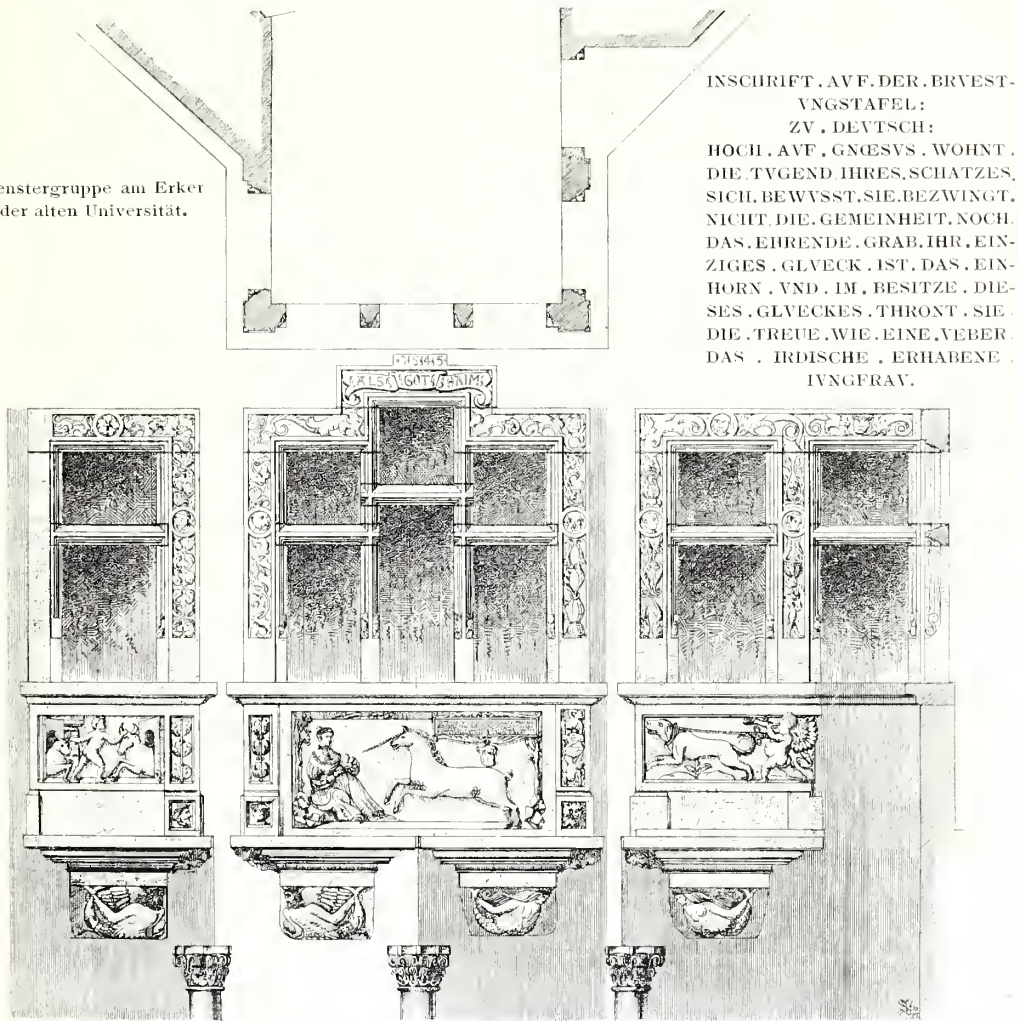 enstergruppe am Erker
der alten Universität.
INSCHRIFT . AVF . DER . BRVEST-
VNGSTAFEL :
ZV . DEVTSCH :
HOCH . AVF . GNŒSVS . WOHNT .
DIE . TVGEND . IHRES . SCHATZES .
SICH . BEWVSST . SIE . BEZWINGT .
NICHT . DIE . GEMEINHEIT . NOCH .
DAS . EHRENDE . GRAB . IHR . EIN-
ZIGES . GLVECK . IST . DAS . EIN-
HORN . VND . IM . BESITZE . DIE-
SES . GLVECKES . THRONT . SIE .
DIE . TREUE . WIE . EINE . VEBER .
DAS . IRDISCHE . ERHABENE .
IVNGFRAV .
1545
ALS GOT